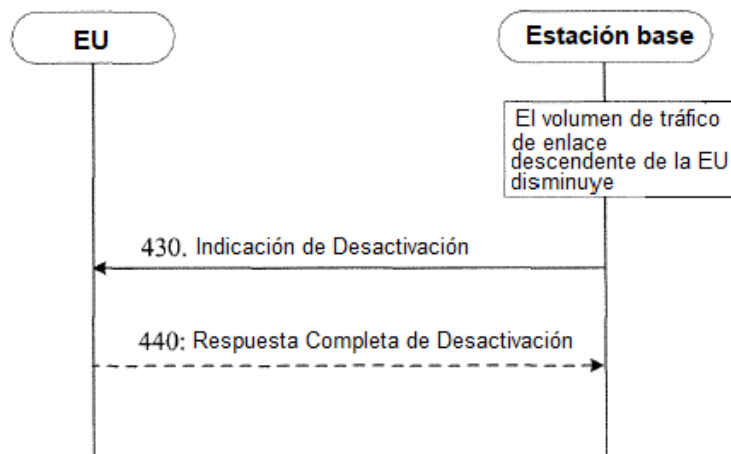 EU
Estación base
El volumen de tráfico
de enlace
descendente de la EU
disminuye
430. Indicación de Desactivación
440: Respuesta Completa de Desactivación